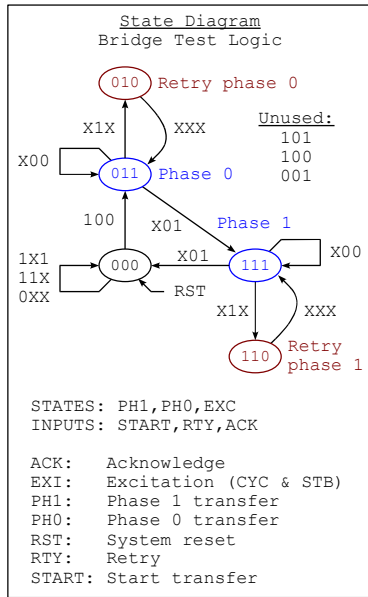 State Diagram
Bridge Test Logic
010 Retry phase 0
X1X XXX
Unused:
101
100
001
X00
011 Phase 0
X01
Phase 1
100
1X1
11X
0XX
000
X01
111
X00
RST
X1X XXX
110 Retry
phase 1
STATES: PH1,PH0,EXC
INPUTS: START,RTY,ACK
ACK: Acknowledge
EXI: Excitation (CYC & STB)
PH1: Phase 1 transfer
PH0: Phase 0 transfer
RST: System reset
RTY: Retry
START: Start transfer